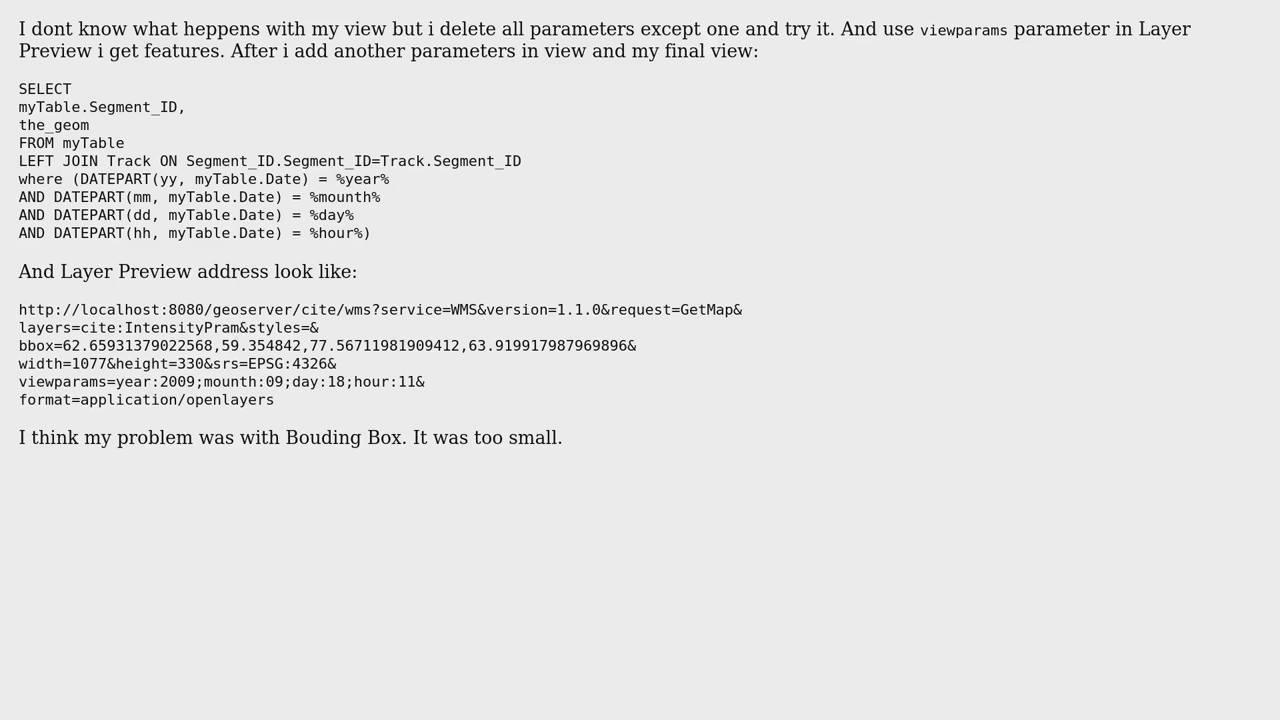 I dont know what heppens with my view but i delete all parameters except one and try it. And use viewparams parameter in Layer
Preview i get features. After i add another parameters in view and my final view:
SELECT
myTable.Segment_ID,
the_geom
FROM myTable
LEFT JOIN Track ON Segment_ID.Segment_ID=Track.Segment_ID
where (DATEPART(yy, myTable.Date) = %year%
AND DATEPART(mm, myTable.Date) = %mounth%
AND DATEPART(dd, myTable.Date) = %day%
AND DATEPART(hh, myTable.Date) = %hour%)
And Layer Preview address look like:
http://localhost:8080/geoserver/cite/wms?service=WMS&version=1.1.0&request=GetMap&
layers=cite:IntensityPram&styles=&
bbox=62.65931379022568,59.354842,77.56711981909412,63.919917987969896&
width=1077&height=330&srs=EPSG:4326&
viewparams=year:2009;mounth:09;day:18;hour:11&
format=application/openlayers
I think my problem was with Bouding Box. It was too small.